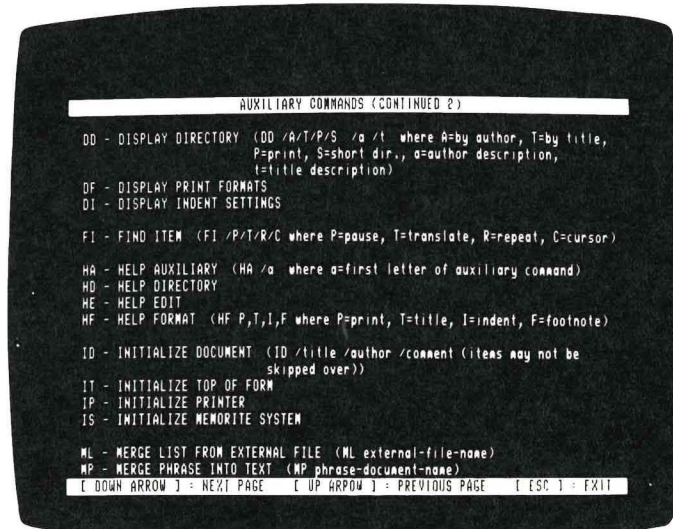 AUXILIARY COMMANDS (CONTINUED 2)
DD - DISPLAY DIRECTORY (DD /A/T/P/S /a /t where A=by author, T=by title,
P=print, S=short dir., a=author description,
t=title description)
DF - DISPLAY PRINT FORMATS
DI - DISPLAY INDENT SETTINGS
FI - FIND ITEM (FI /P/T/R/C where P=pause, T=translate, R=repeat, C=cursor)
HA - HELP AUXILIARY (HA /a where a=first letter of auxiliary command)
HD - HELP DIRECTORY
HE - HELP EDIT
HF - HELP FORMAT (HF P,T,I,F where P=print, T=title, I=indent, F=footnote)
ID - INITIALIZE DOCUMENT (ID /title /author /comment (items may not be
skipped over))
IT - INITIALIZE TOP OF FORM
IP - INITIALIZE PRINTER
IS - INITIALIZE MEMORITE SYSTEM
ML - MERGE LIST FROM EXTERNAL FILE (ML external-file-name)
MP - MERGE PHRASE INTO TEXT (MP phrase-document-name)
[ DOWN ARROW ] : NEXT PAGE [ UP ARROW ] : PREVIOUS PAGE [ ESC ] : EXIT